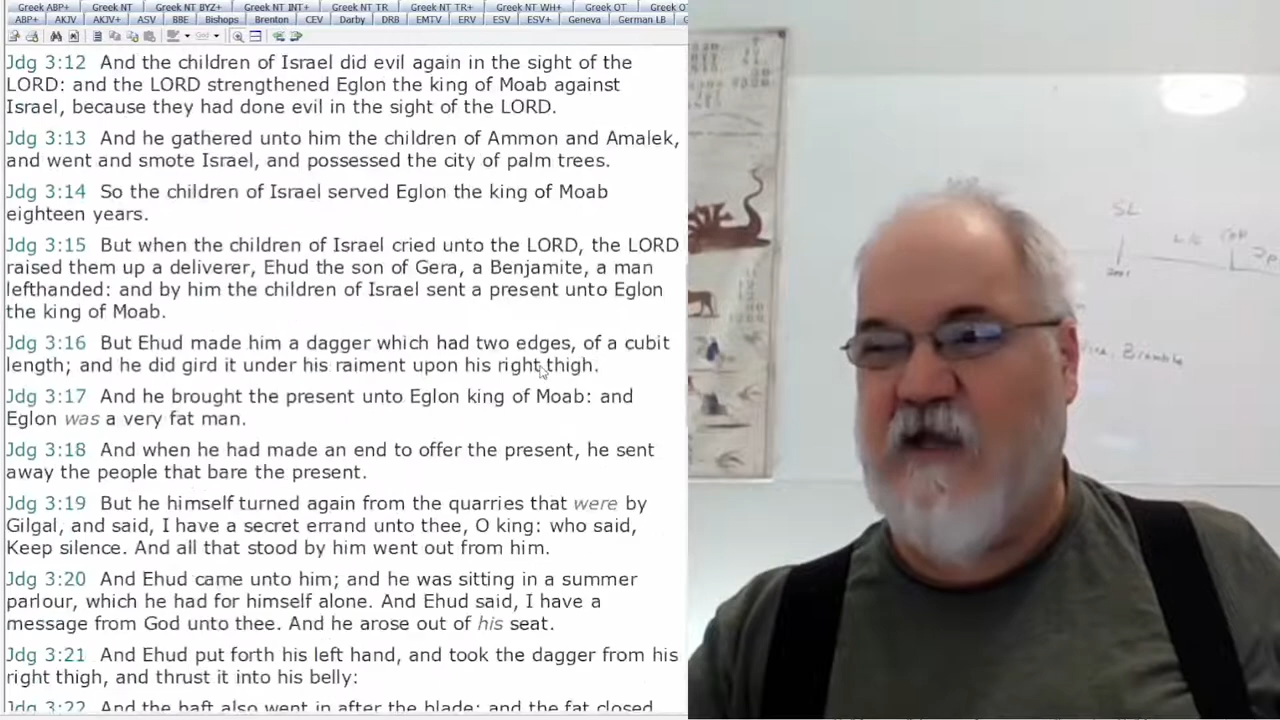 Greek ABP+ Greek NT Greek NT BYZ+ Greek NT INT+ Greek NT TR Greek NT TR+ Greek NT WH+ Greek OT
ABP+ AKJV AKJV+ ASV BBE Bishops Brenton CEV Darby DRB EMTV ERV ESV ESV+ Geneva German LB
Jdg 3:12 And the children of Israel did evil again in the sight of the
LORD: and the LORD strengthened Eglon the king of Moab against
Israel, because they had done evil in the sight of the LORD.
Jdg 3:13 And he gathered unto him the children of Ammon and Amalek,
and went and smote Israel, and possessed the city of palm trees.
Jdg 3:14 So the children of Israel served Eglon the king of Moab
eighteen years.
Jdg 3:15 But when the children of Israel cried unto the LORD, the LORD
raised them up a deliverer, Ehud the son of Gera, a Benjamite, a man
lefthanded: and by him the children of Israel sent a present unto Eglon
the king of Moab.
Jdg 3:16 But Ehud made him a dagger which had two edges, of a cubit
length; and he did gird it under his raiment upon his right thigh.
Jdg 3:17 And he brought the present unto Eglon king of Moab: and
Eglon was a very fat man.
Jdg 3:18 And when he had made an end to offer the present, he sent
away the people that bare the present.
Jdg 3:19 But he himself turned again from the quarries that were by
Gilgal, and said, I have a secret errand unto thee, O king: who said,
Keep silence. And all that stood by him went out from him.
Jdg 3:20 And Ehud came unto him; and he was sitting in a summer
parlour, which he had for himself alone. And Ehud said, I have a
message from God unto thee. And he arose out of his seat.
Jdg 3:21 And Ehud put forth his left hand, and took the dagger from his
right thigh, and thrust it into his belly:
Jdg 3:22 And the haft also went in after the blade; and the fat closed
SL
2001